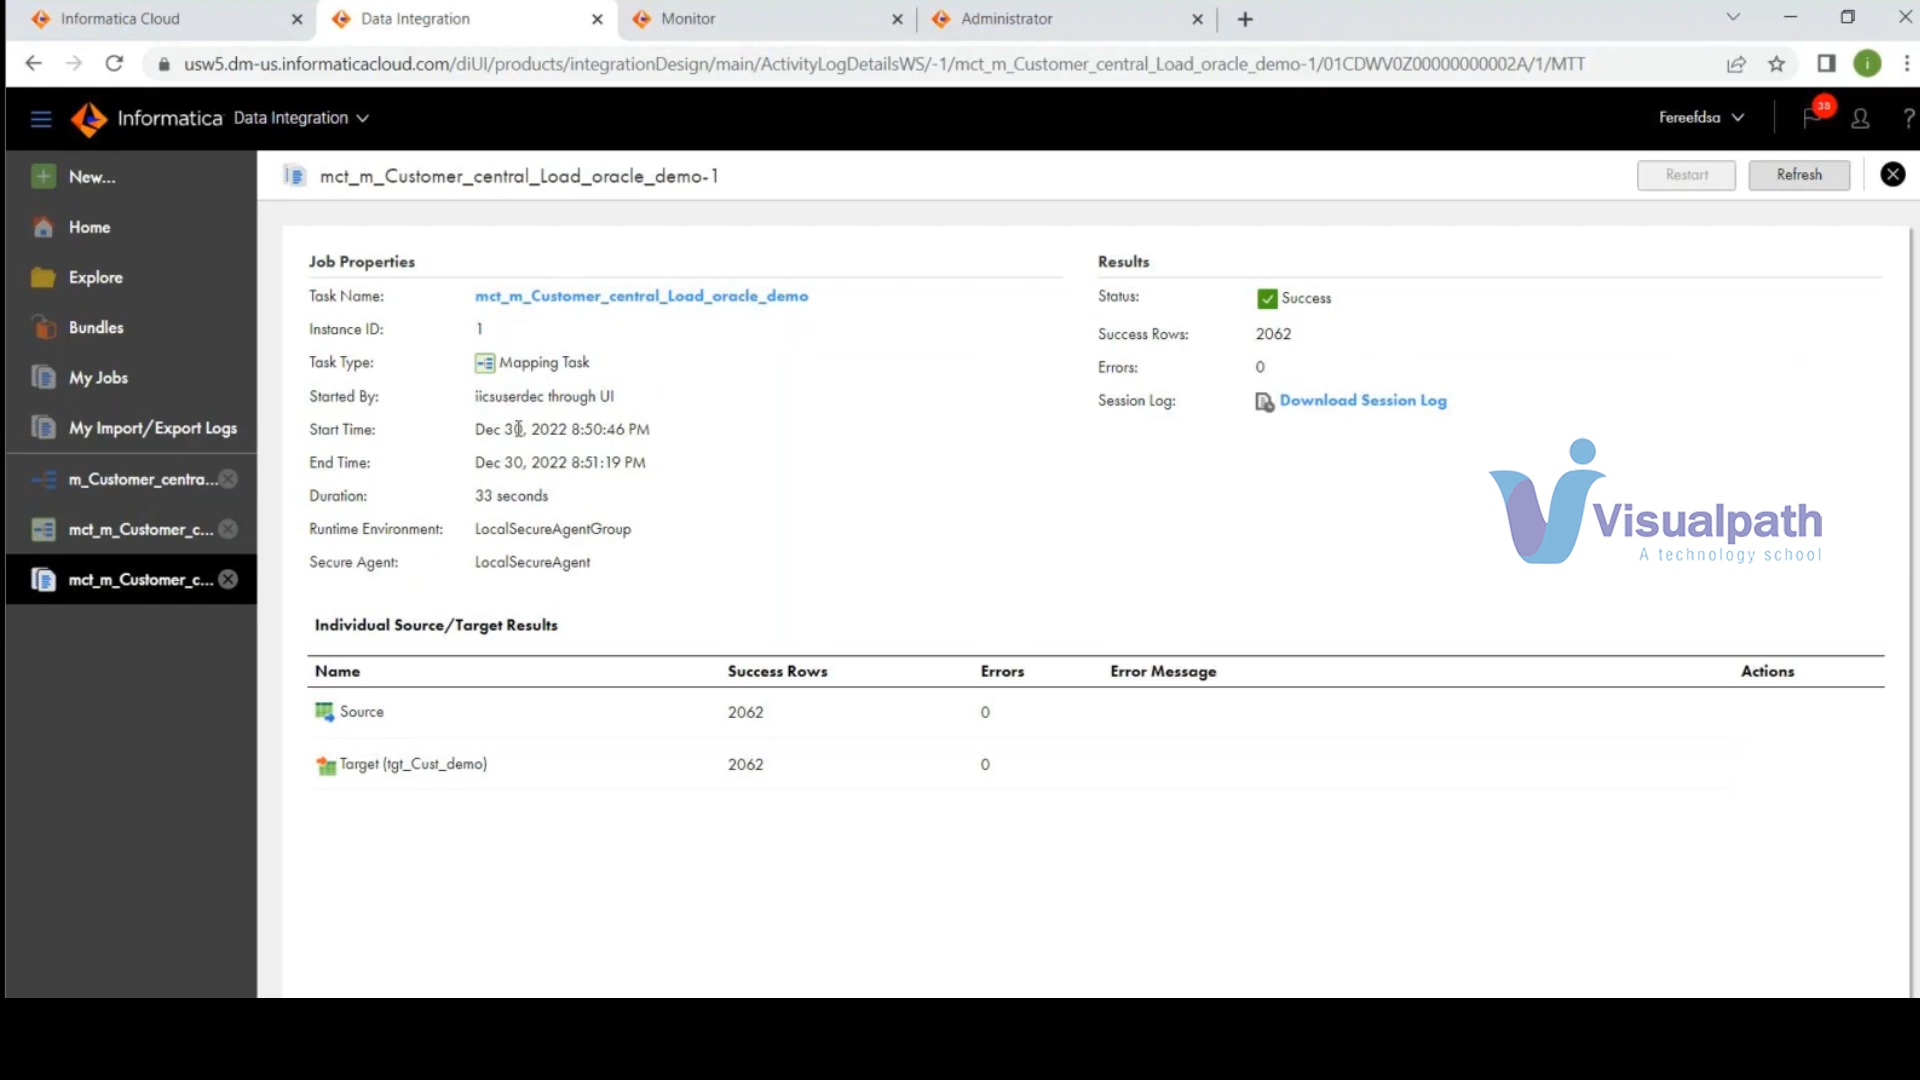 Informatica Cloud
Data Integration
Monitor
Administrator
usw5.dm-us.informaticacloud.com/diUI/products/integrationDesign/main/ActivityLogDetailsWS/-1/mct_m_Customer_central_Load_oracle_demo-1/01CDWV0Z00000000002A/1/MTT
i
Informatica Data Integration
Fereefdsa
38
?
New...
Home
Explore
Bundles
My Jobs
My Import/Export Logs
m_Customer_centra...
mct_m_Customer_c...
mct_m_Customer_c...
mct_m_Customer_central_Load_oracle_demo-1
Restart
Refresh
Job Properties
Task Name: mct_m_Customer_central_Load_oracle_demo
Instance ID: 1
Task Type: Mapping Task
Started By: iicsuserdec through UI
Start Time: Dec 30, 2022 8:50:46 PM
End Time: Dec 30, 2022 8:51:19 PM
Duration: 33 seconds
Runtime Environment: LocalSecureAgentGroup
Secure Agent: LocalSecureAgent
Results
Status: Success
Success Rows: 2062
Errors: 0
Session Log: Download Session Log
Visualpath
A technology school
Individual Source/Target Results
Name Success Rows Errors Error Message Actions
Source 2062 0
Target (tgt_Cust_demo) 2062 0